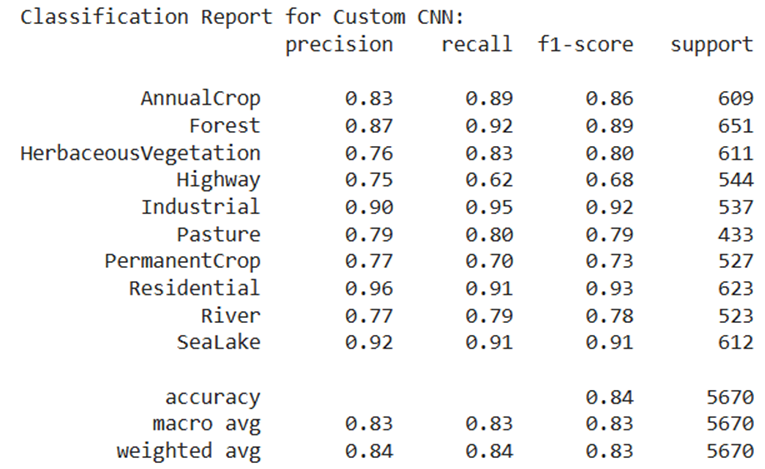 Classification Report for Custom CNN:
precision recall f1-score support
AnnualCrop 0.83 0.89 0.86 609
Forest 0.87 0.92 0.89 651
HerbaceousVegetation 0.76 0.83 0.80 611
Highway 0.75 0.62 0.68 544
Industrial 0.90 0.95 0.92 537
Pasture 0.79 0.80 0.79 433
PermanentCrop 0.77 0.70 0.73 527
Residential 0.96 0.91 0.93 623
River 0.77 0.79 0.78 523
SeaLake 0.92 0.91 0.91 612
accuracy 0.84 5670
macro avg 0.83 0.83 0.83 5670
weighted avg 0.84 0.84 0.83 5670